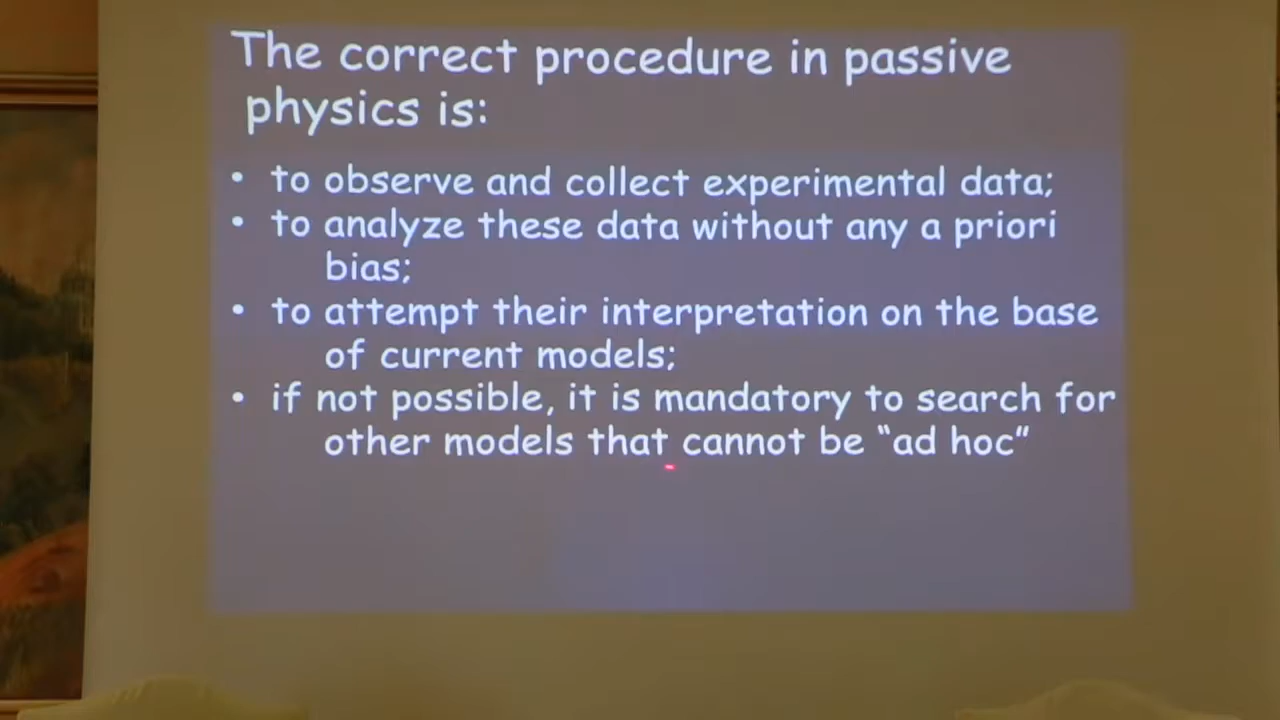 The correct procedure in passive
physics is:
• to observe and collect experimental data;
• to analyze these data without any a priori
bias;
• to attempt their interpretation on the base
of current models;
• if not possible, it is mandatory to search for
other models that cannot be “ad hoc”